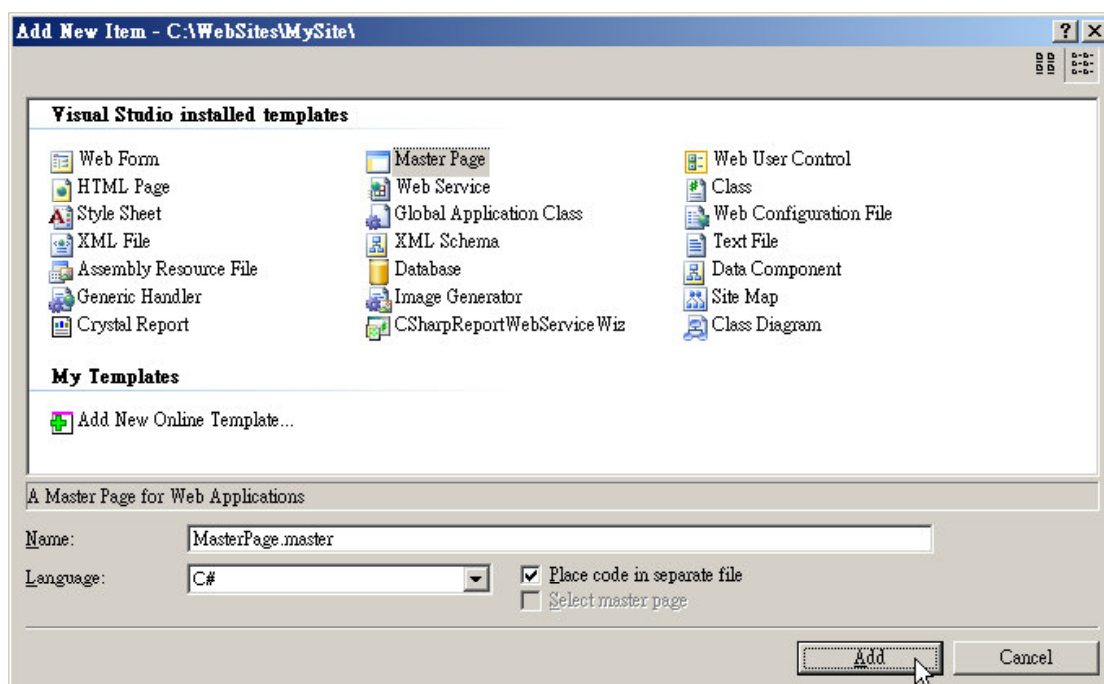 Add New Item - C:\WebSites\MySite\
Visual Studio installed templates
Web Form Master Page Web User Control
HTML Page Web Service Class
Style Sheet Global Application Class Web Configuration File
XML File XML Schema Text File
Assembly Resource File Database Data Component
Generic Handler Image Generator Site Map
Crystal Report CSharpReportWebServiceWiz Class Diagram
My Templates
Add New Online Template...
A Master Page for Web Applications
Name: MasterPage.master
Language: C# Place code in separate file
Select master page
Add Cancel